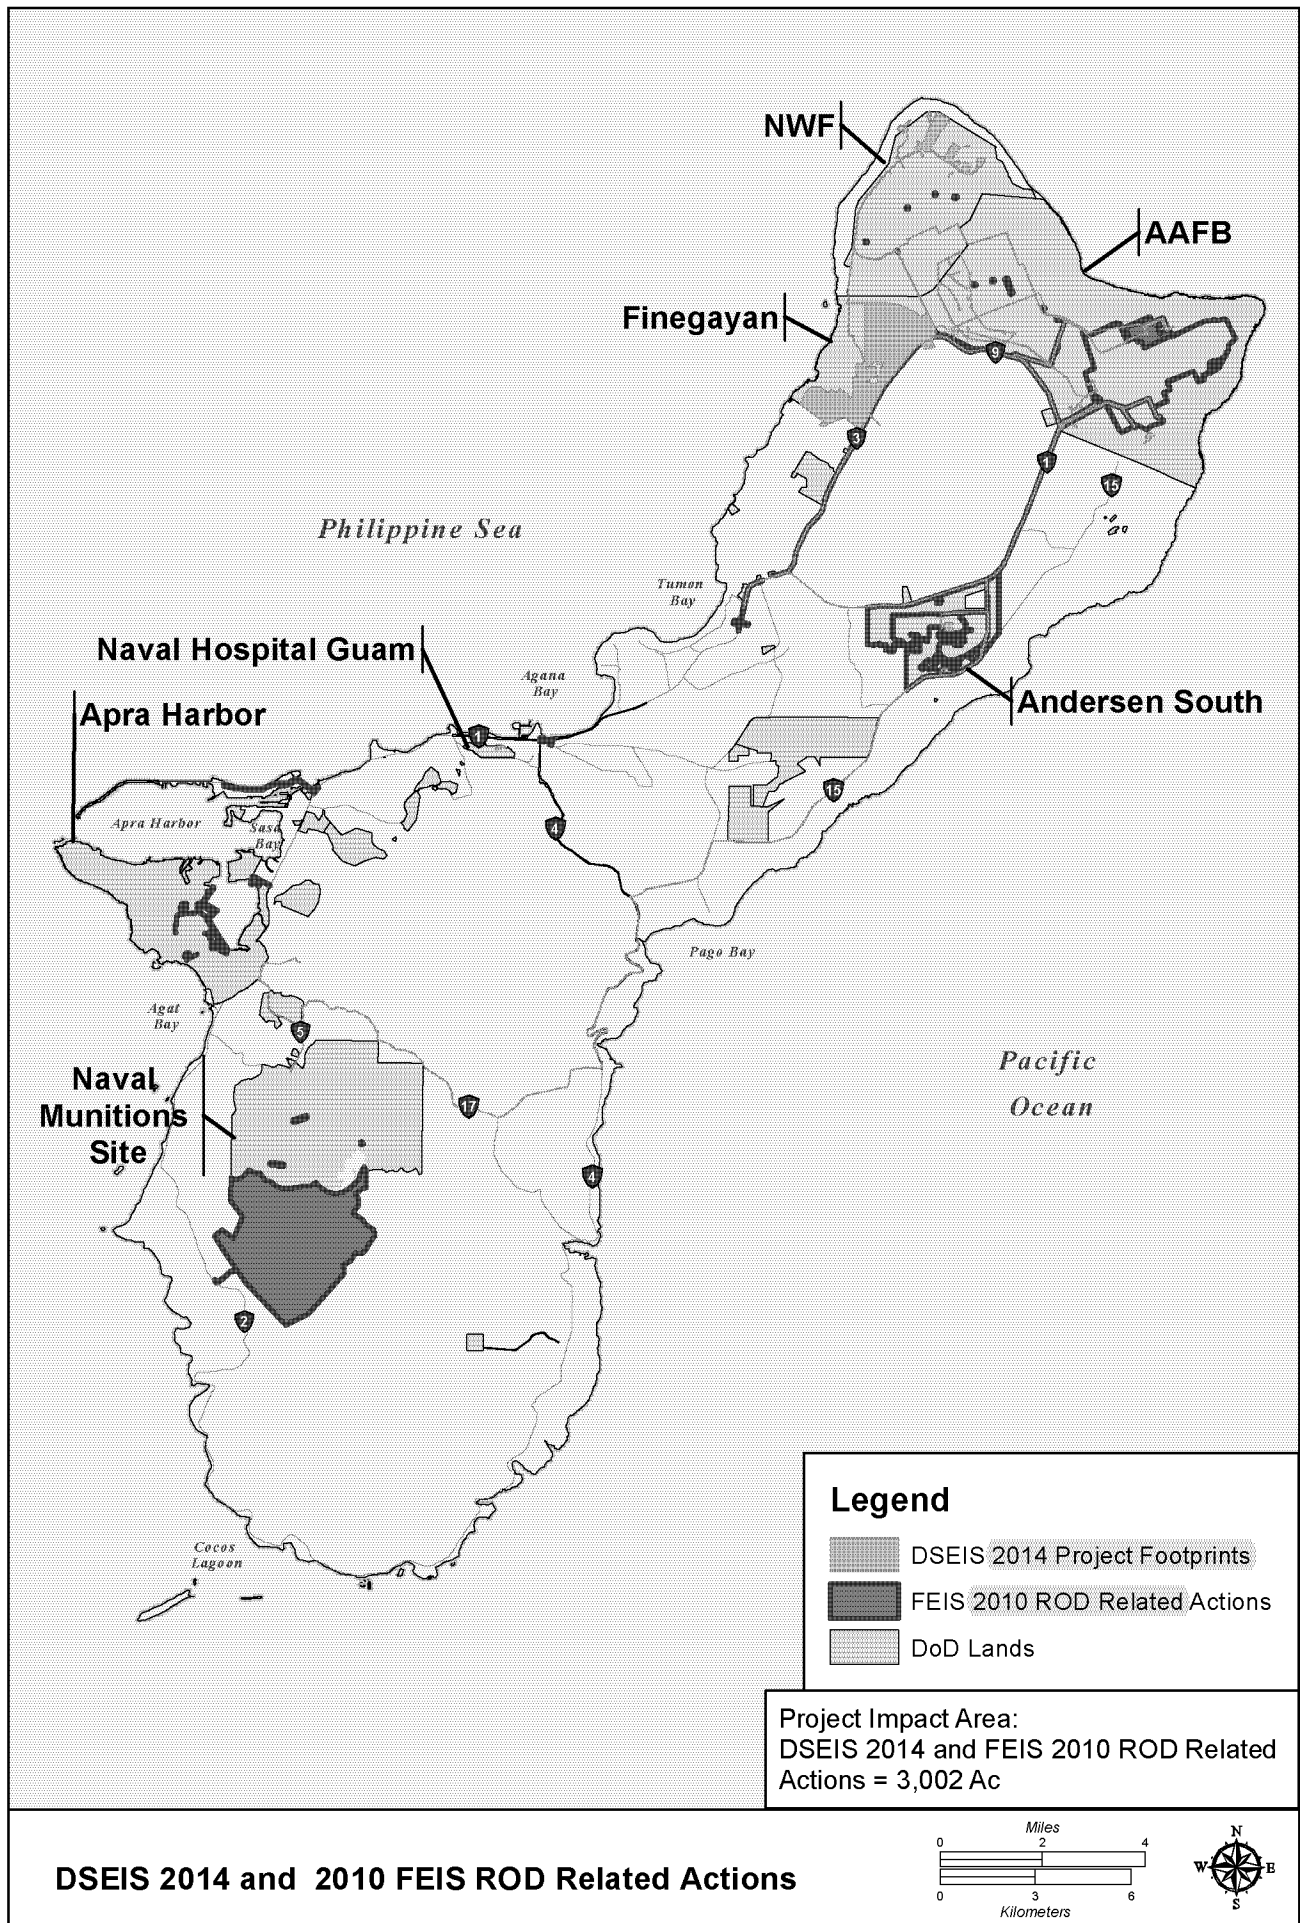 NWF
AAFB
Finegayan
9
3
1
15
Philippine Sea
Tumon
Bay
Naval Hospital Guam
Agana
Bay
Andersen South
Apra Harbor
1
15
Apra Harbor
Sasa
Bay
4
Pago Bay
Agat
Bay
5
Pacific
Ocean
Naval
Munitions
Site
17
4
2
Cocos
Lagoon
Legend
DSEIS 2014 Project Footprints
FEIS 2010 ROD Related Actions
DoD Lands
Project Impact Area:
DSEIS 2014 and FEIS 2010 ROD Related
Actions = 3,002 Ac
DSEIS 2014 and 2010 FEIS ROD Related Actions
Miles
0 2 4
0 3 6
Kilometers
N
W E
S